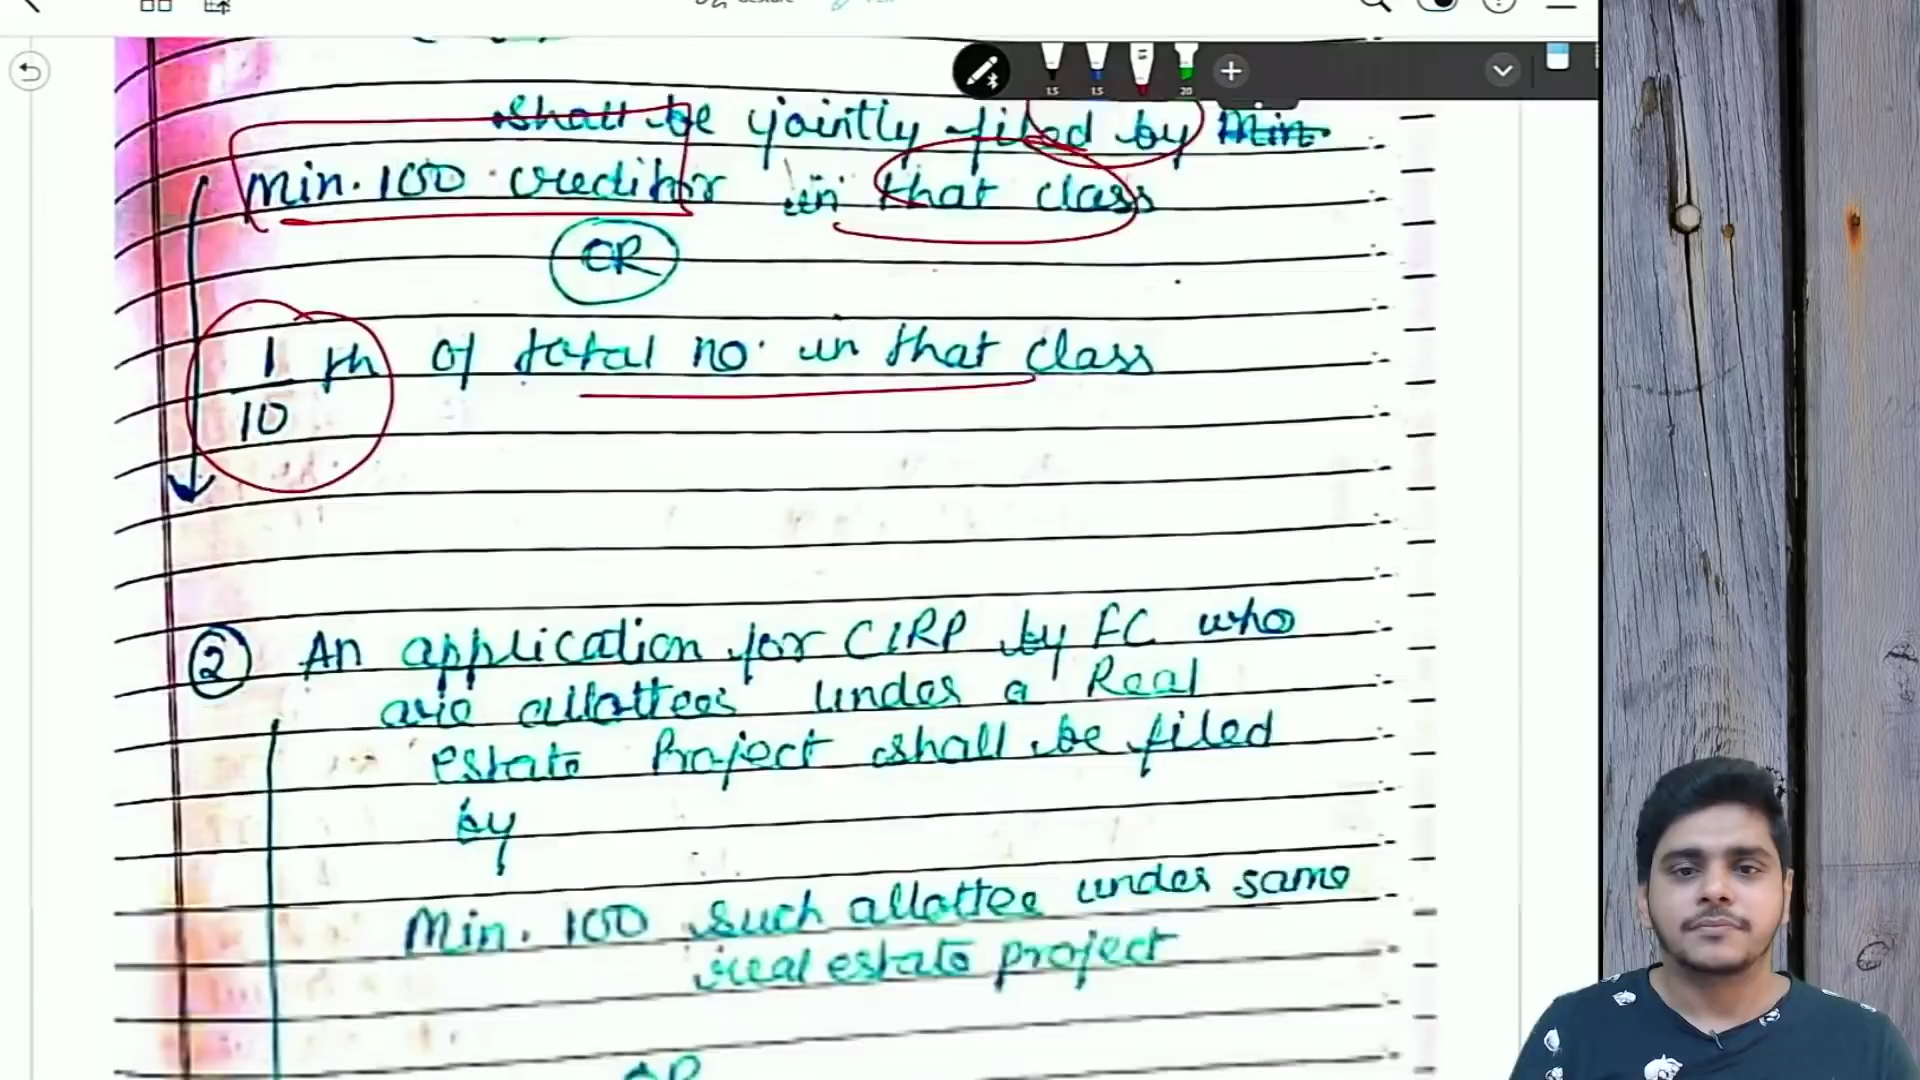 shall be jointly filed by Min.
min. 100 creditor in that class
OR
1/10 th of total no. in that class
② An application for CIRP by FC who
are allottees under a Real
estate Project shall be filed
by
Min. 100 such allottee under same
real estate project
OR